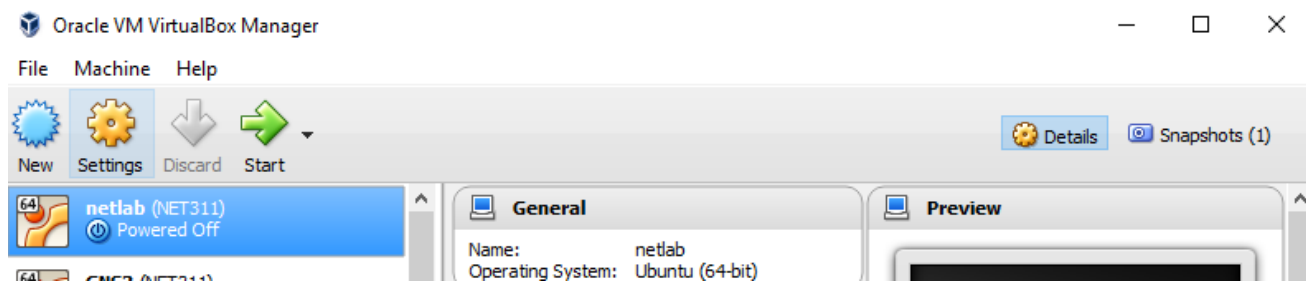 Oracle VM VirtualBox Manager
File Machine Help
New Settings Discard Start
Details Snapshots (1)
64 netlab (NET311)
Powered Off
64
General
Name: netlab
Operating System: Ubuntu (64-bit)
Preview